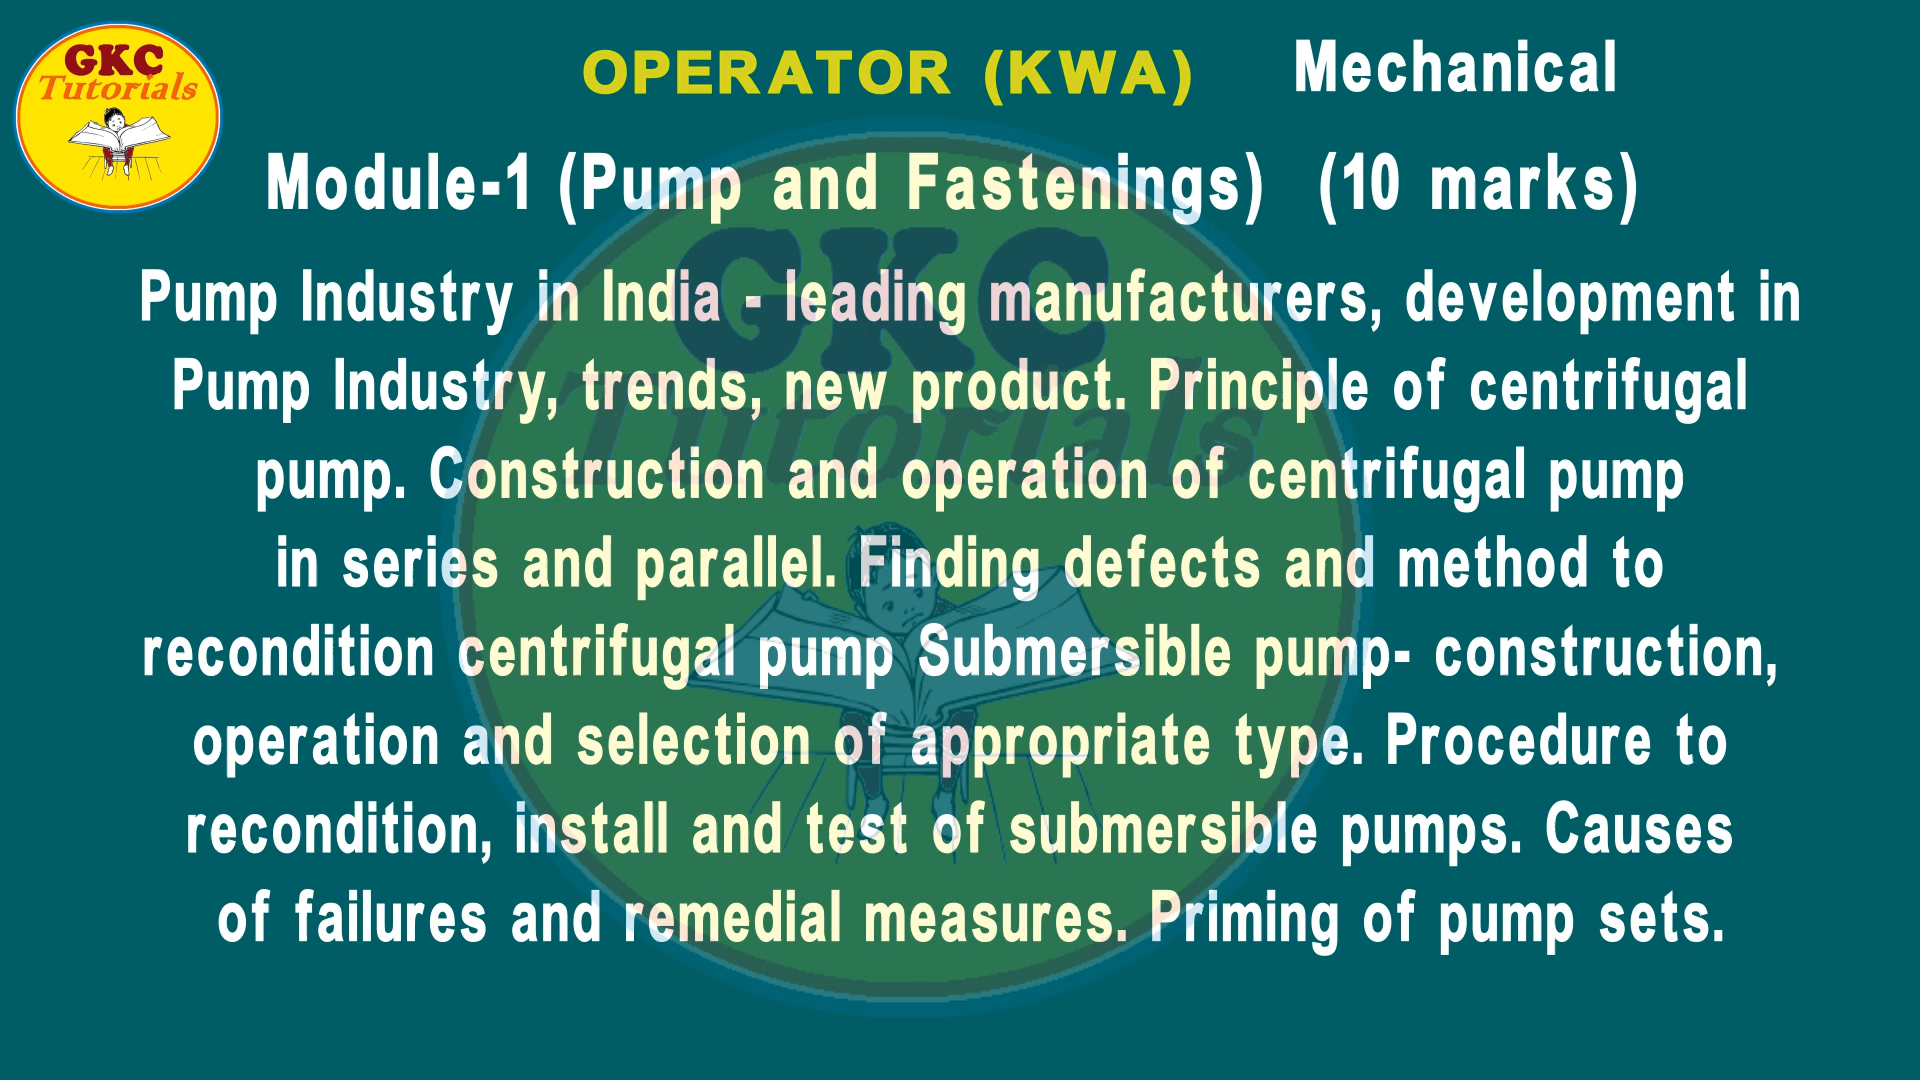 GKC
Tutorials
OPERATOR (KWA) Mechanical
Module-1 (Pump and Fastenings) (10 marks)
Pump Industry in India - leading manufacturers, development in
Pump Industry, trends, new product. Principle of centrifugal
pump. Construction and operation of centrifugal pump
in series and parallel. Finding defects and method to
recondition centrifugal pump Submersible pump- construction,
operation and selection of appropriate type. Procedure to
recondition, install and test of submersible pumps. Causes
of failures and remedial measures. Priming of pump sets.
GKC
Tutorials